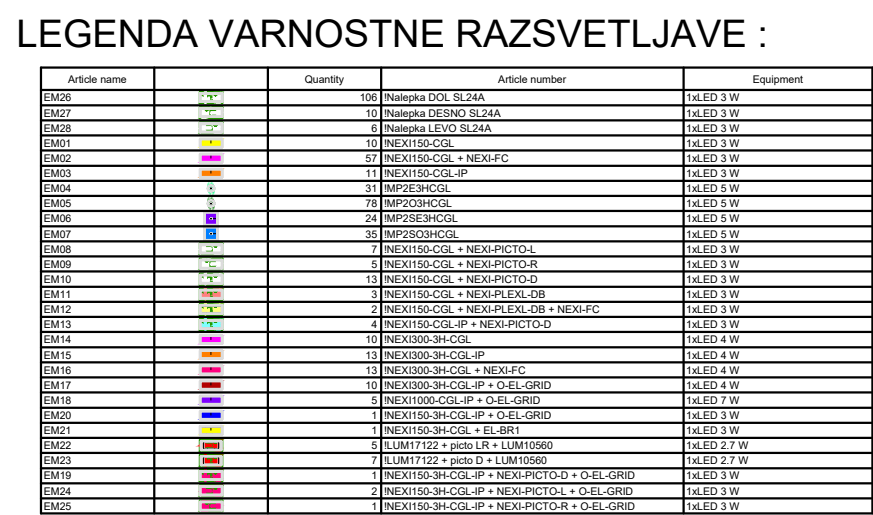 LEGENDA VARNOSTNE RAZSVETLJAVE :
Article name Quantity Article number Equipment
EM26 106 !Nalepka DOL SL24A 1xLED 3 W
EM27 10 !Nalepka DESNO SL24A 1xLED 3 W
EM28 6 !Nalepka LEVO SL24A 1xLED 3 W
EM01 10 !NEXI150-CGL 1xLED 3 W
EM02 57 !NEXI150-CGL + NEXI-FC 1xLED 3 W
EM03 11 !NEXI150-CGL-IP 1xLED 3 W
EM04 31 !MP2E3HCGL 1xLED 5 W
EM05 78 !MP2O3HCGL 1xLED 5 W
EM06 24 !MP2SE3HCGL 1xLED 5 W
EM07 35 !MP2SO3HCGL 1xLED 5 W
EM08 7 !NEXI150-CGL + NEXI-PICTO-L 1xLED 3 W
EM09 5 !NEXI150-CGL + NEXI-PICTO-R 1xLED 3 W
EM10 13 !NEXI150-CGL + NEXI-PICTO-D 1xLED 3 W
EM11 3 !NEXI150-CGL + NEXI-PLEXL-DB 1xLED 3 W
EM12 2 !NEXI150-CGL + NEXI-PLEXL-DB + NEXI-FC 1xLED 3 W
EM13 4 !NEXI150-CGL-IP + NEXI-PICTO-D 1xLED 3 W
EM14 10 !NEXI300-3H-CGL 1xLED 4 W
EM15 13 !NEXI300-3H-CGL-IP 1xLED 4 W
EM16 13 !NEXI300-3H-CGL + NEXI-FC 1xLED 4 W
EM17 10 !NEXI300-3H-CGL-IP + O-EL-GRID 1xLED 4 W
EM18 5 !NEXI1000-CGL-IP + O-EL-GRID 1xLED 7 W
EM20 1 !NEXI150-3H-CGL-IP + O-EL-GRID 1xLED 3 W
EM21 1 !NEXI150-3H-CGL + EL-BR1 1xLED 3 W
EM22 5 !LUM17122 + picto LR + LUM10560 1xLED 2.7 W
EM23 7 !LUM17122 + picto D + LUM10560 1xLED 2.7 W
EM19 1 !NEXI150-3H-CGL-IP + NEXI-PICTO-D + O-EL-GRID 1xLED 3 W
EM24 2 !NEXI150-3H-CGL-IP + NEXI-PICTO-L + O-EL-GRID 1xLED 3 W
EM25 1 !NEXI150-3H-CGL-IP + NEXI-PICTO-R + O-EL-GRID 1xLED 3 W